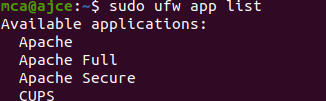 mca@ajce:~$ sudo ufw app list
Available applications:
  Apache
  Apache Full
  Apache Secure
  CUPS